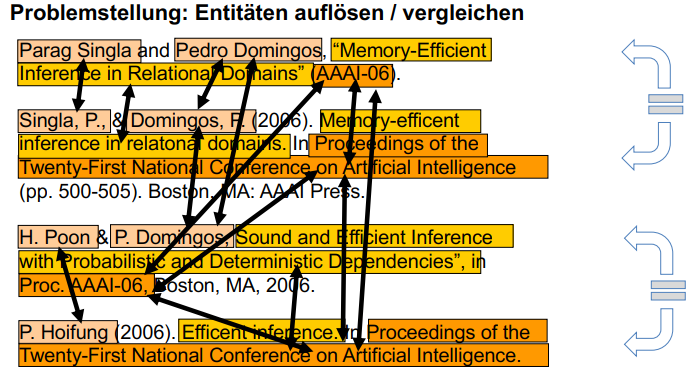 Problemstellung: Entitäten auflösen / vergleichen
Parag Singla and Pedro Domingos, “Memory-Efficient
Inference in Relational Domains” (AAAI-06).
Singla, P., & Domingos, P. (2006). Memory-efficent
inference in relatonal domains. In Proceedings of the
Twenty-First National Conference on Artificial Intelligence
(pp. 500-505). Boston, MA: AAAI Press.
H. Poon & P. Domingos, Sound and Efficient Inference
with Probabilistic and Deterministic Dependencies”, in
Proc. AAAI-06, Boston, MA, 2006.
P. Hoifung (2006). Efficent inference. In Proceedings of the
Twenty-First National Conference on Artificial Intelligence.